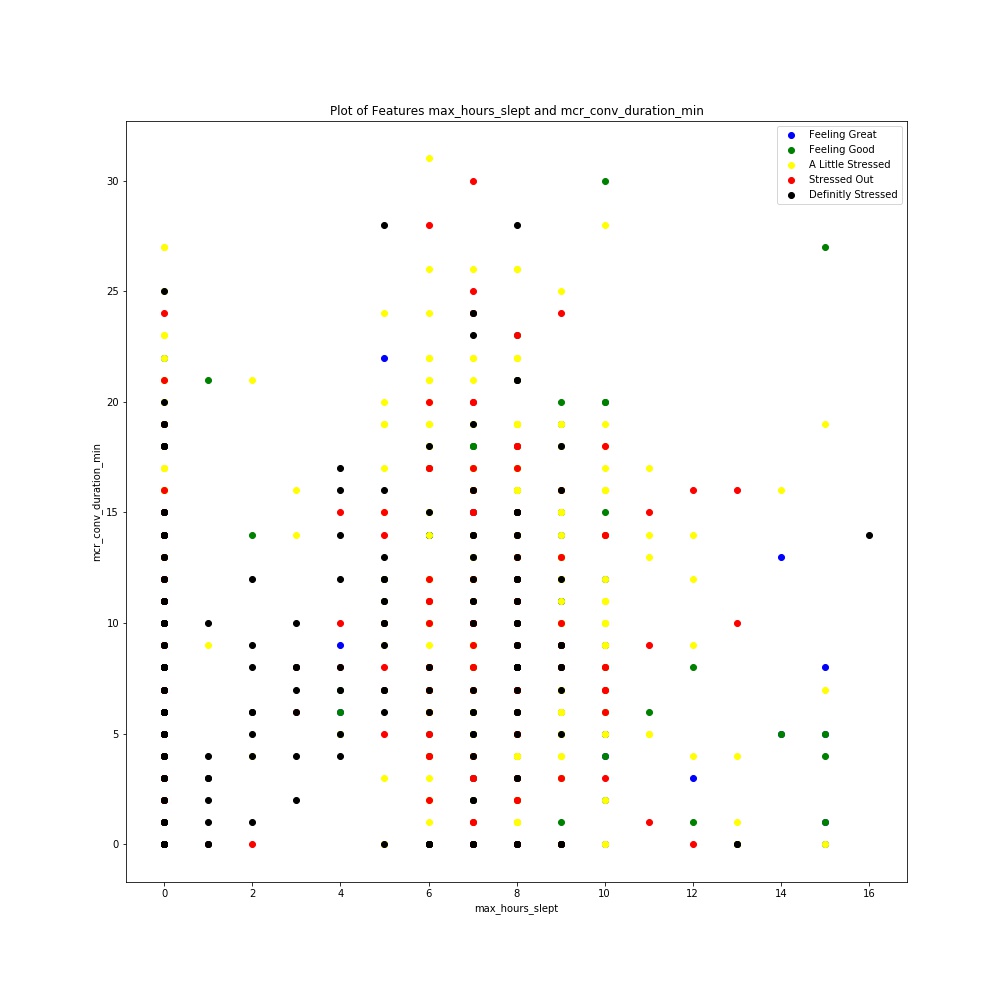 Plot of Features max_hours_slept and mcr_conv_duration_min
Feeling Great
Feeling Good
A Little Stressed
Stressed Out
Definitly Stressed
30
25
20
15
10
5
0
mcr_conv_duration_min
0 2 4 6 8 10 12 14 16
max_hours_slept